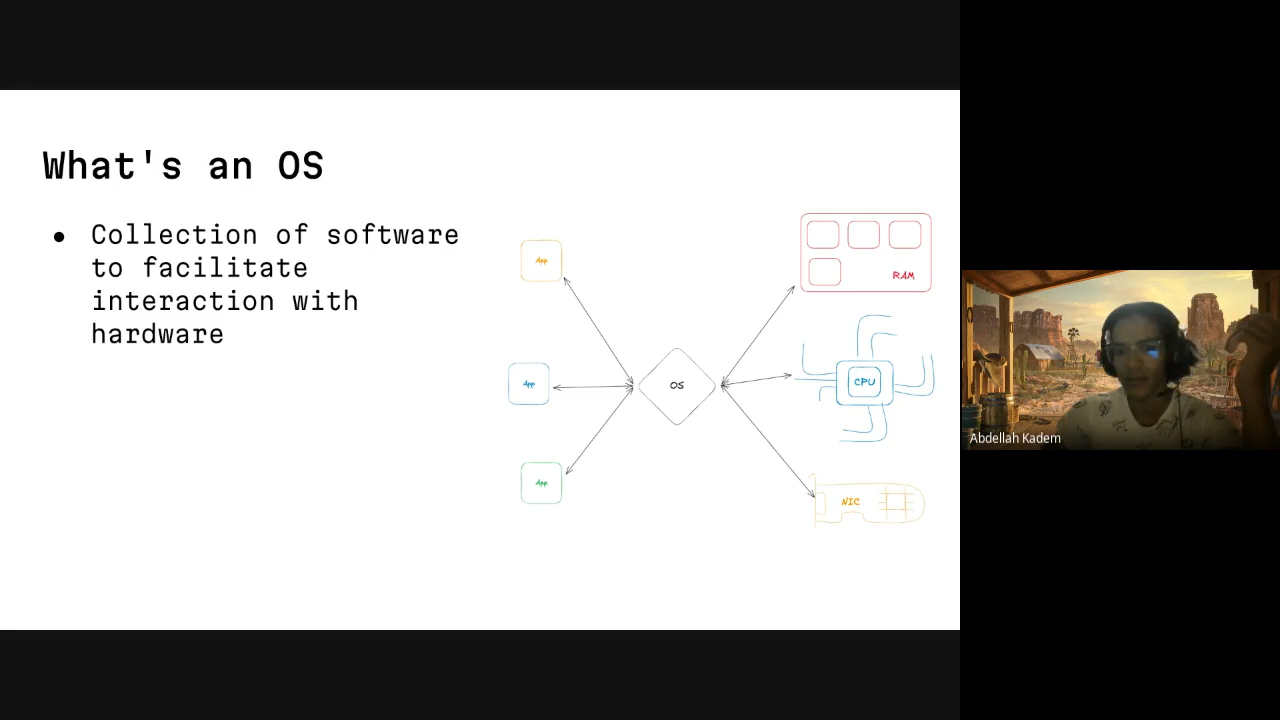 What's an OS
● Collection of software
to facilitate
interaction with
hardware
App
App
App
OS
RAM
CPU
NIC
Abdellah Kadem